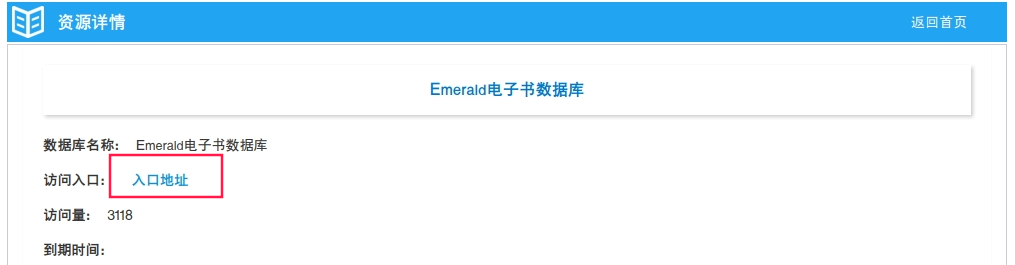 资源详情
返回首页
Emerald电子书数据库
数据库名称： Emerald电子书数据库
访问入口： 入口地址
访问量： 3118
到期时间：